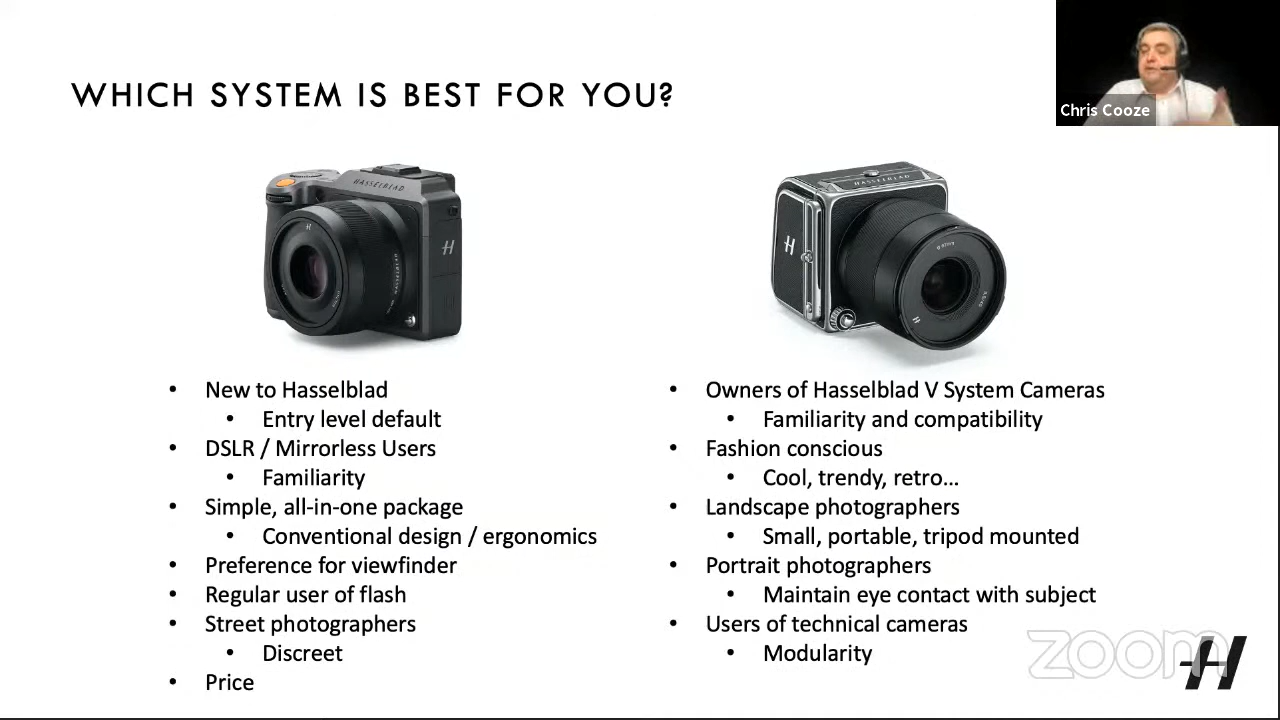 WHICH SYSTEM IS BEST FOR YOU?
Chris Cooze
HASSELBLAD
H
H
HASSELBLAD
HASSELBLAD
H
H
• New to Hasselblad
• Entry level default
• DSLR / Mirrorless Users
• Familiarity
• Simple, all-in-one package
• Conventional design / ergonomics
• Preference for viewfinder
• Regular user of flash
• Street photographers
• Discreet
• Price
• Owners of Hasselblad V System Cameras
• Familiarity and compatibility
• Fashion conscious
• Cool, trendy, retro...
• Landscape photographers
• Small, portable, tripod mounted
• Portrait photographers
• Maintain eye contact with subject
• Users of technical cameras
• Modularity
zoom
H